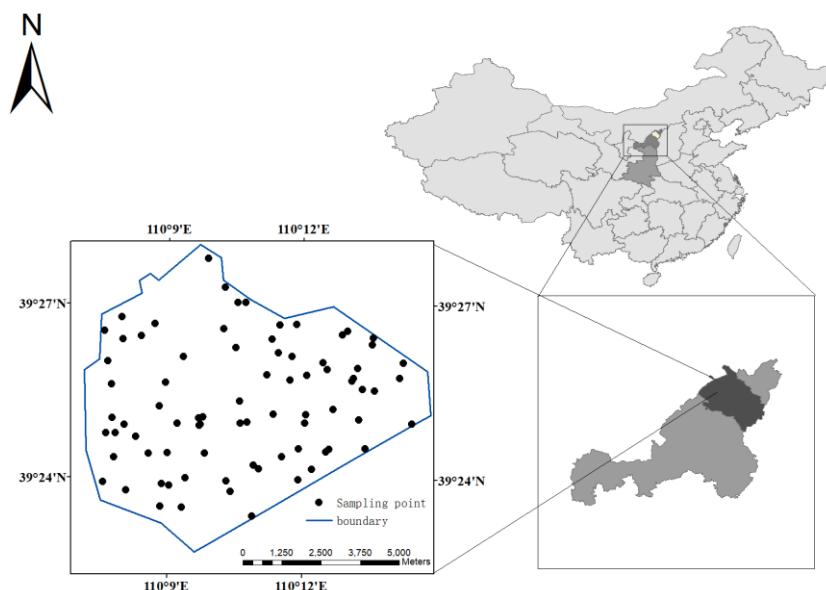 N
110°9'E 110°12'E
39°27'N 39°27'N
39°24'N 39°24'N
Sampling point
boundary
0 1,250 2,500 3,750 5,000
Meters
110°9'E 110°12'E